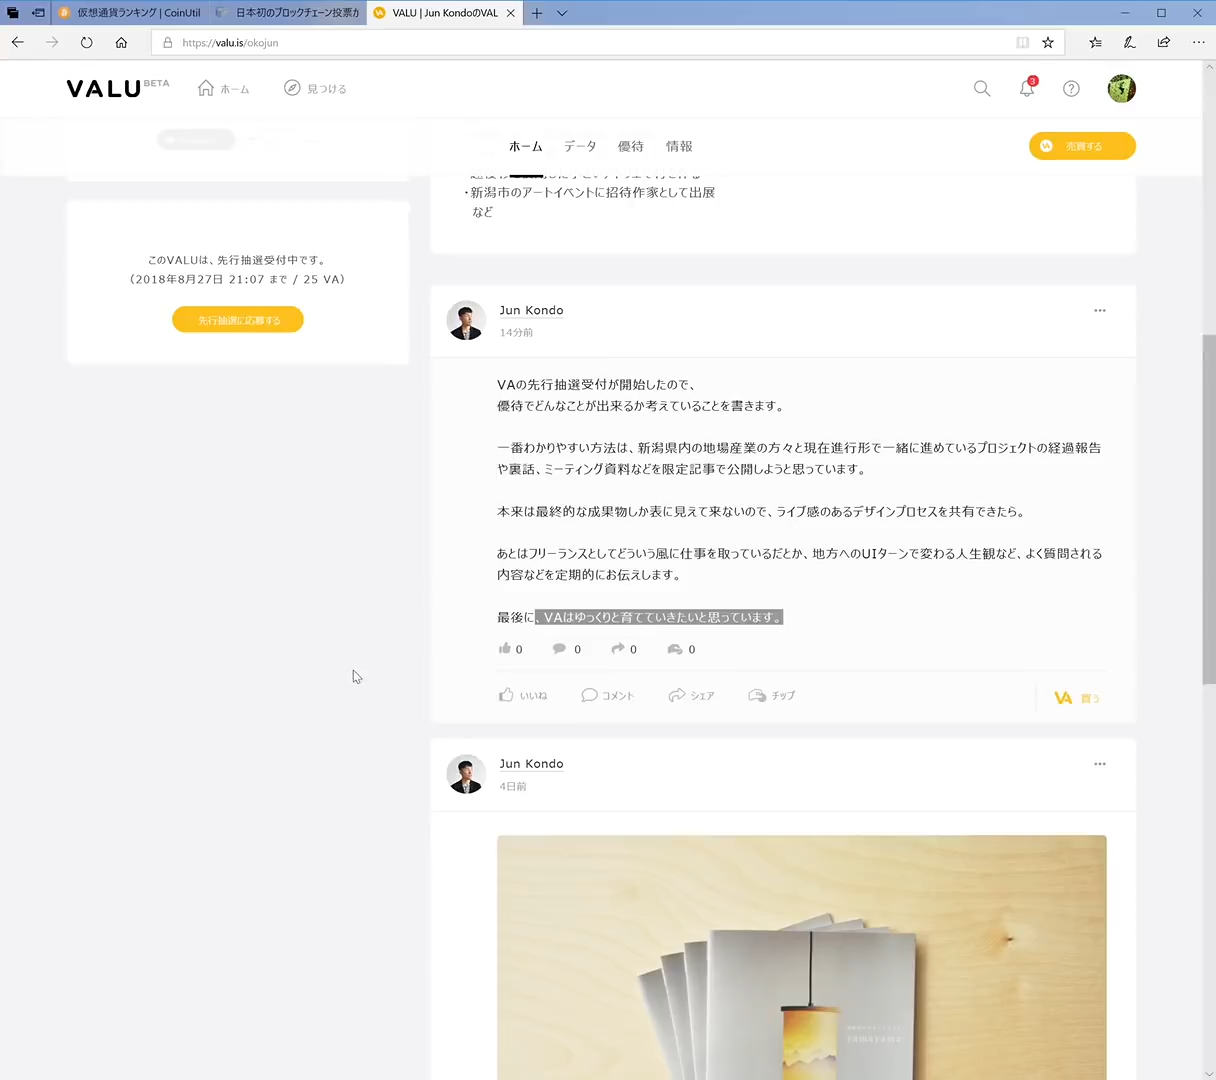 仮想通貨ランキング | CoinUtil
日本初のブロックチェーン投票が
VALU | Jun KondoのVAL
https://valu.is/okojun
VALU BETA
ホーム
見つける
3
ホーム
データ
優待
情報
売買する
・新潟市のアートイベントに招待作家として出展
など
このVALUは、先行抽選受付中です。
（2018年8月27日 21:07 まで / 25 VA）
先行抽選に応募する
Jun Kondo
14分前
VAの先行抽選受付が開始したので、
優待でどんなことが出来るか考えていることを書きます。
一番わかりやすい方法は、新潟県内の地場産業の方々と現在進行形で一緒に進めているプロジェクトの経過報告
や裏話、ミーティング資料などを限定記事で公開しようと思っています。
本来は最終的な成果物しか表に見えて来ないので、ライブ感のあるデザインプロセスを共有できたら。
あとはフリーランスとしてどういう風に仕事を取っているだとか、地方へのUIターンで変わる人生観など、よく質問される
内容などを定期的にお伝えします。
最後に、VAはゆっくりと育てていきたいと思っています。
0
0
0
0
いいね
コメント
シェア
チップ
VA 買う
Jun Kondo
4日前
ramayama